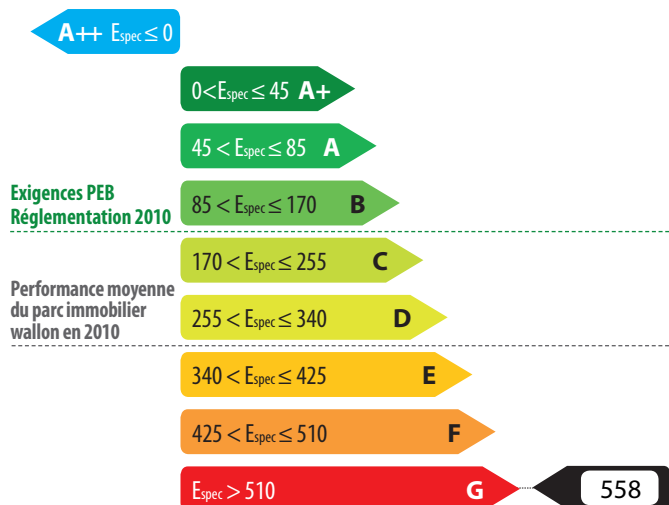 A++ Espec ≤ 0
0<Espec ≤ 45 A+
45 < Espec ≤ 85 A
Exigences PEB
Réglementation 2010
85 < Espec ≤ 170 B
170 < Espec ≤ 255 C
Performance moyenne
du parc immobilier
wallon en 2010
255 < Espec ≤ 340 D
340 < Espec ≤ 425 E
425 < Espec ≤ 510 F
Espec > 510 G 558